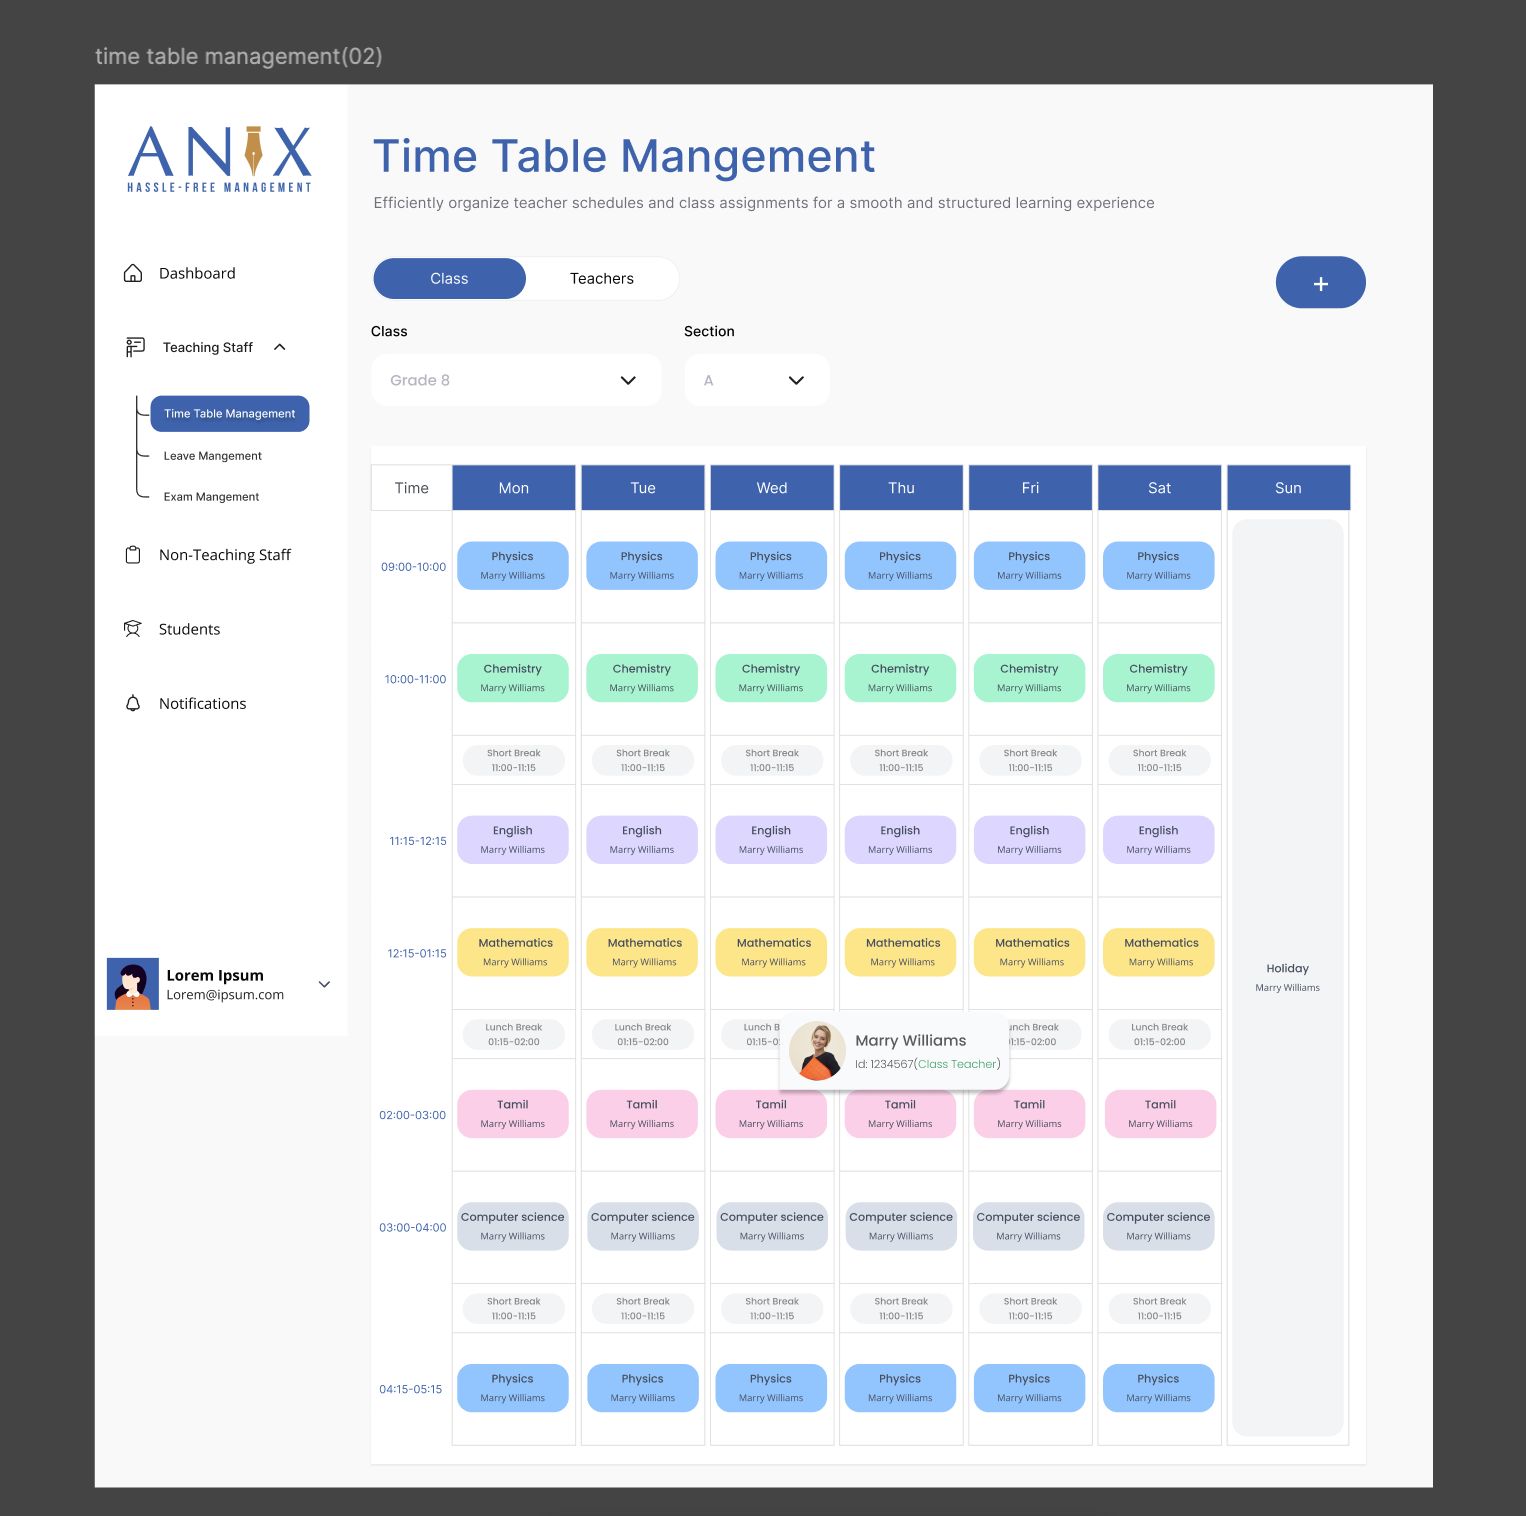 time table management(02)
ANIX
HASSLE-FREE MANAGEMENT
Dashboard
Teaching Staff
Time Table Management
Leave Mangement
Exam Mangement
Non-Teaching Staff
Students
Notifications
Lorem Ipsum
Lorem@ipsum.com
Time Table Mangement
Efficiently organize teacher schedules and class assignments for a smooth and structured learning experience
Class Teachers
+
Class Section
Grade 8 A
Time Mon Tue Wed Thu Fri Sat Sun
09:00-10:00
Physics Physics Physics Physics Physics Physics
Marry Williams Marry Williams Marry Williams Marry Williams Marry Williams Marry Williams
10:00-11:00
Chemistry Chemistry Chemistry Chemistry Chemistry Chemistry
Marry Williams Marry Williams Marry Williams Marry Williams Marry Williams Marry Williams
Short Break Short Break Short Break Short Break Short Break Short Break
11:00-11:15 11:00-11:15 11:00-11:15 11:00-11:15 11:00-11:15 11:00-11:15
11:15-12:15
English English English English English English
Marry Williams Marry Williams Marry Williams Marry Williams Marry Williams Marry Williams
12:15-01:15
Mathematics Mathematics Mathematics Mathematics Mathematics Mathematics
Marry Williams Marry Williams Marry Williams Marry Williams Marry Williams Marry Williams
Holiday
Marry Williams
Lunch Break Lunch Break Lunch Lunch Break
01:15-02:00 01:15-02:00 01:15-02:00
Marry Williams
Id: 1234567(Class Teacher)
02:00-03:00
Tamil Tamil Tamil Tamil Tamil Tamil
Marry Williams Marry Williams Marry Williams Marry Williams Marry Williams Marry Williams
03:00-04:00
Computer science Computer science Computer science Computer science Computer science Computer science
Marry Williams Marry Williams Marry Williams Marry Williams Marry Williams Marry Williams
Short Break Short Break Short Break Short Break Short Break Short Break
11:00-11:15 11:00-11:15 11:00-11:15 11:00-11:15 11:00-11:15 11:00-11:15
04:15-05:15
Physics Physics Physics Physics Physics Physics
Marry Williams Marry Williams Marry Williams Marry Williams Marry Williams Marry Williams